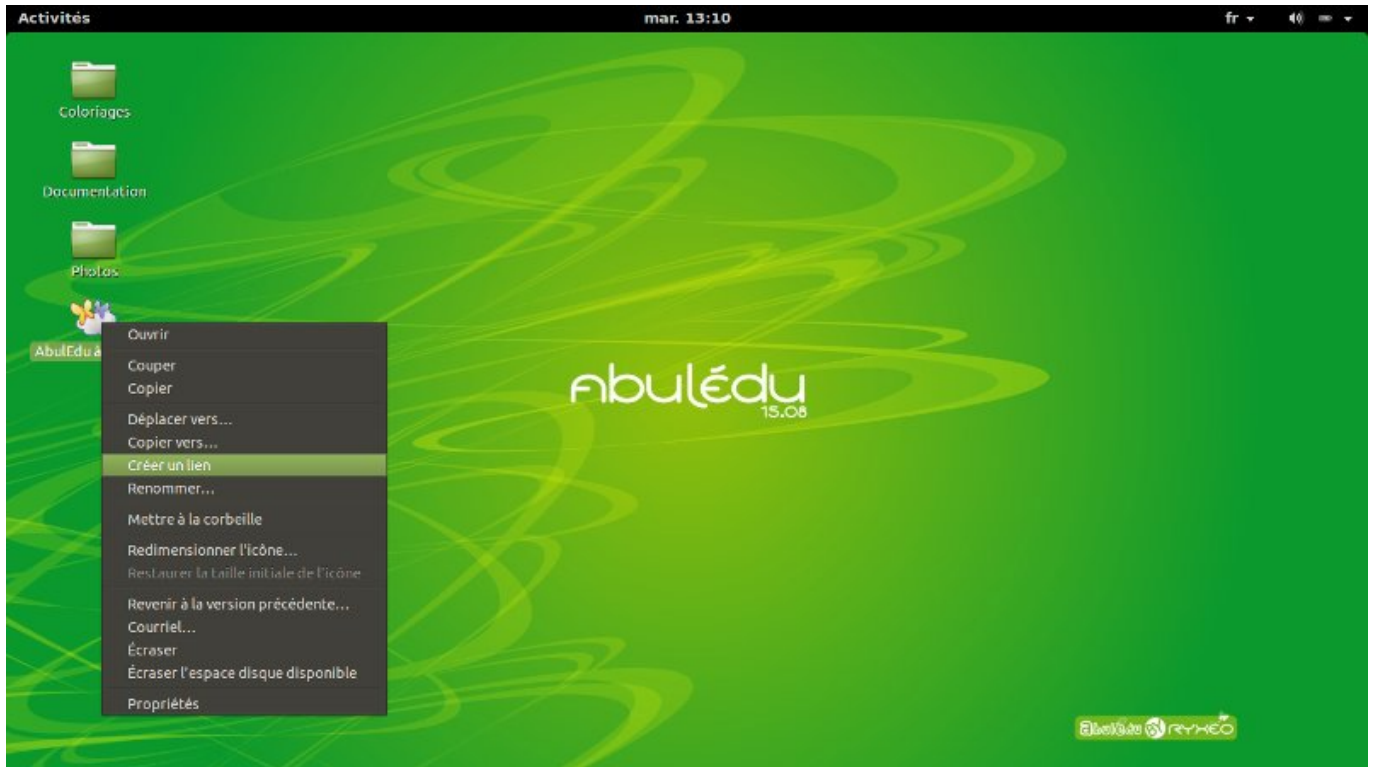 Activités mar. 13:10 fr
Coloriages
Documentation
Photos
AbulEdu à
Ouvrir
Couper
Copier
Déplacer vers...
Copier vers...
Créer un lien
Renommer...
Mettre à la corbeille
Redimensionner l'icône...
Restaurer la taille initiale de l'icône
Revenir à la version précédente...
Courriel...
Écraser
Écraser l'espace disque disponible
Propriétés
Abulédu
15.08
AbulEdu RYXEO